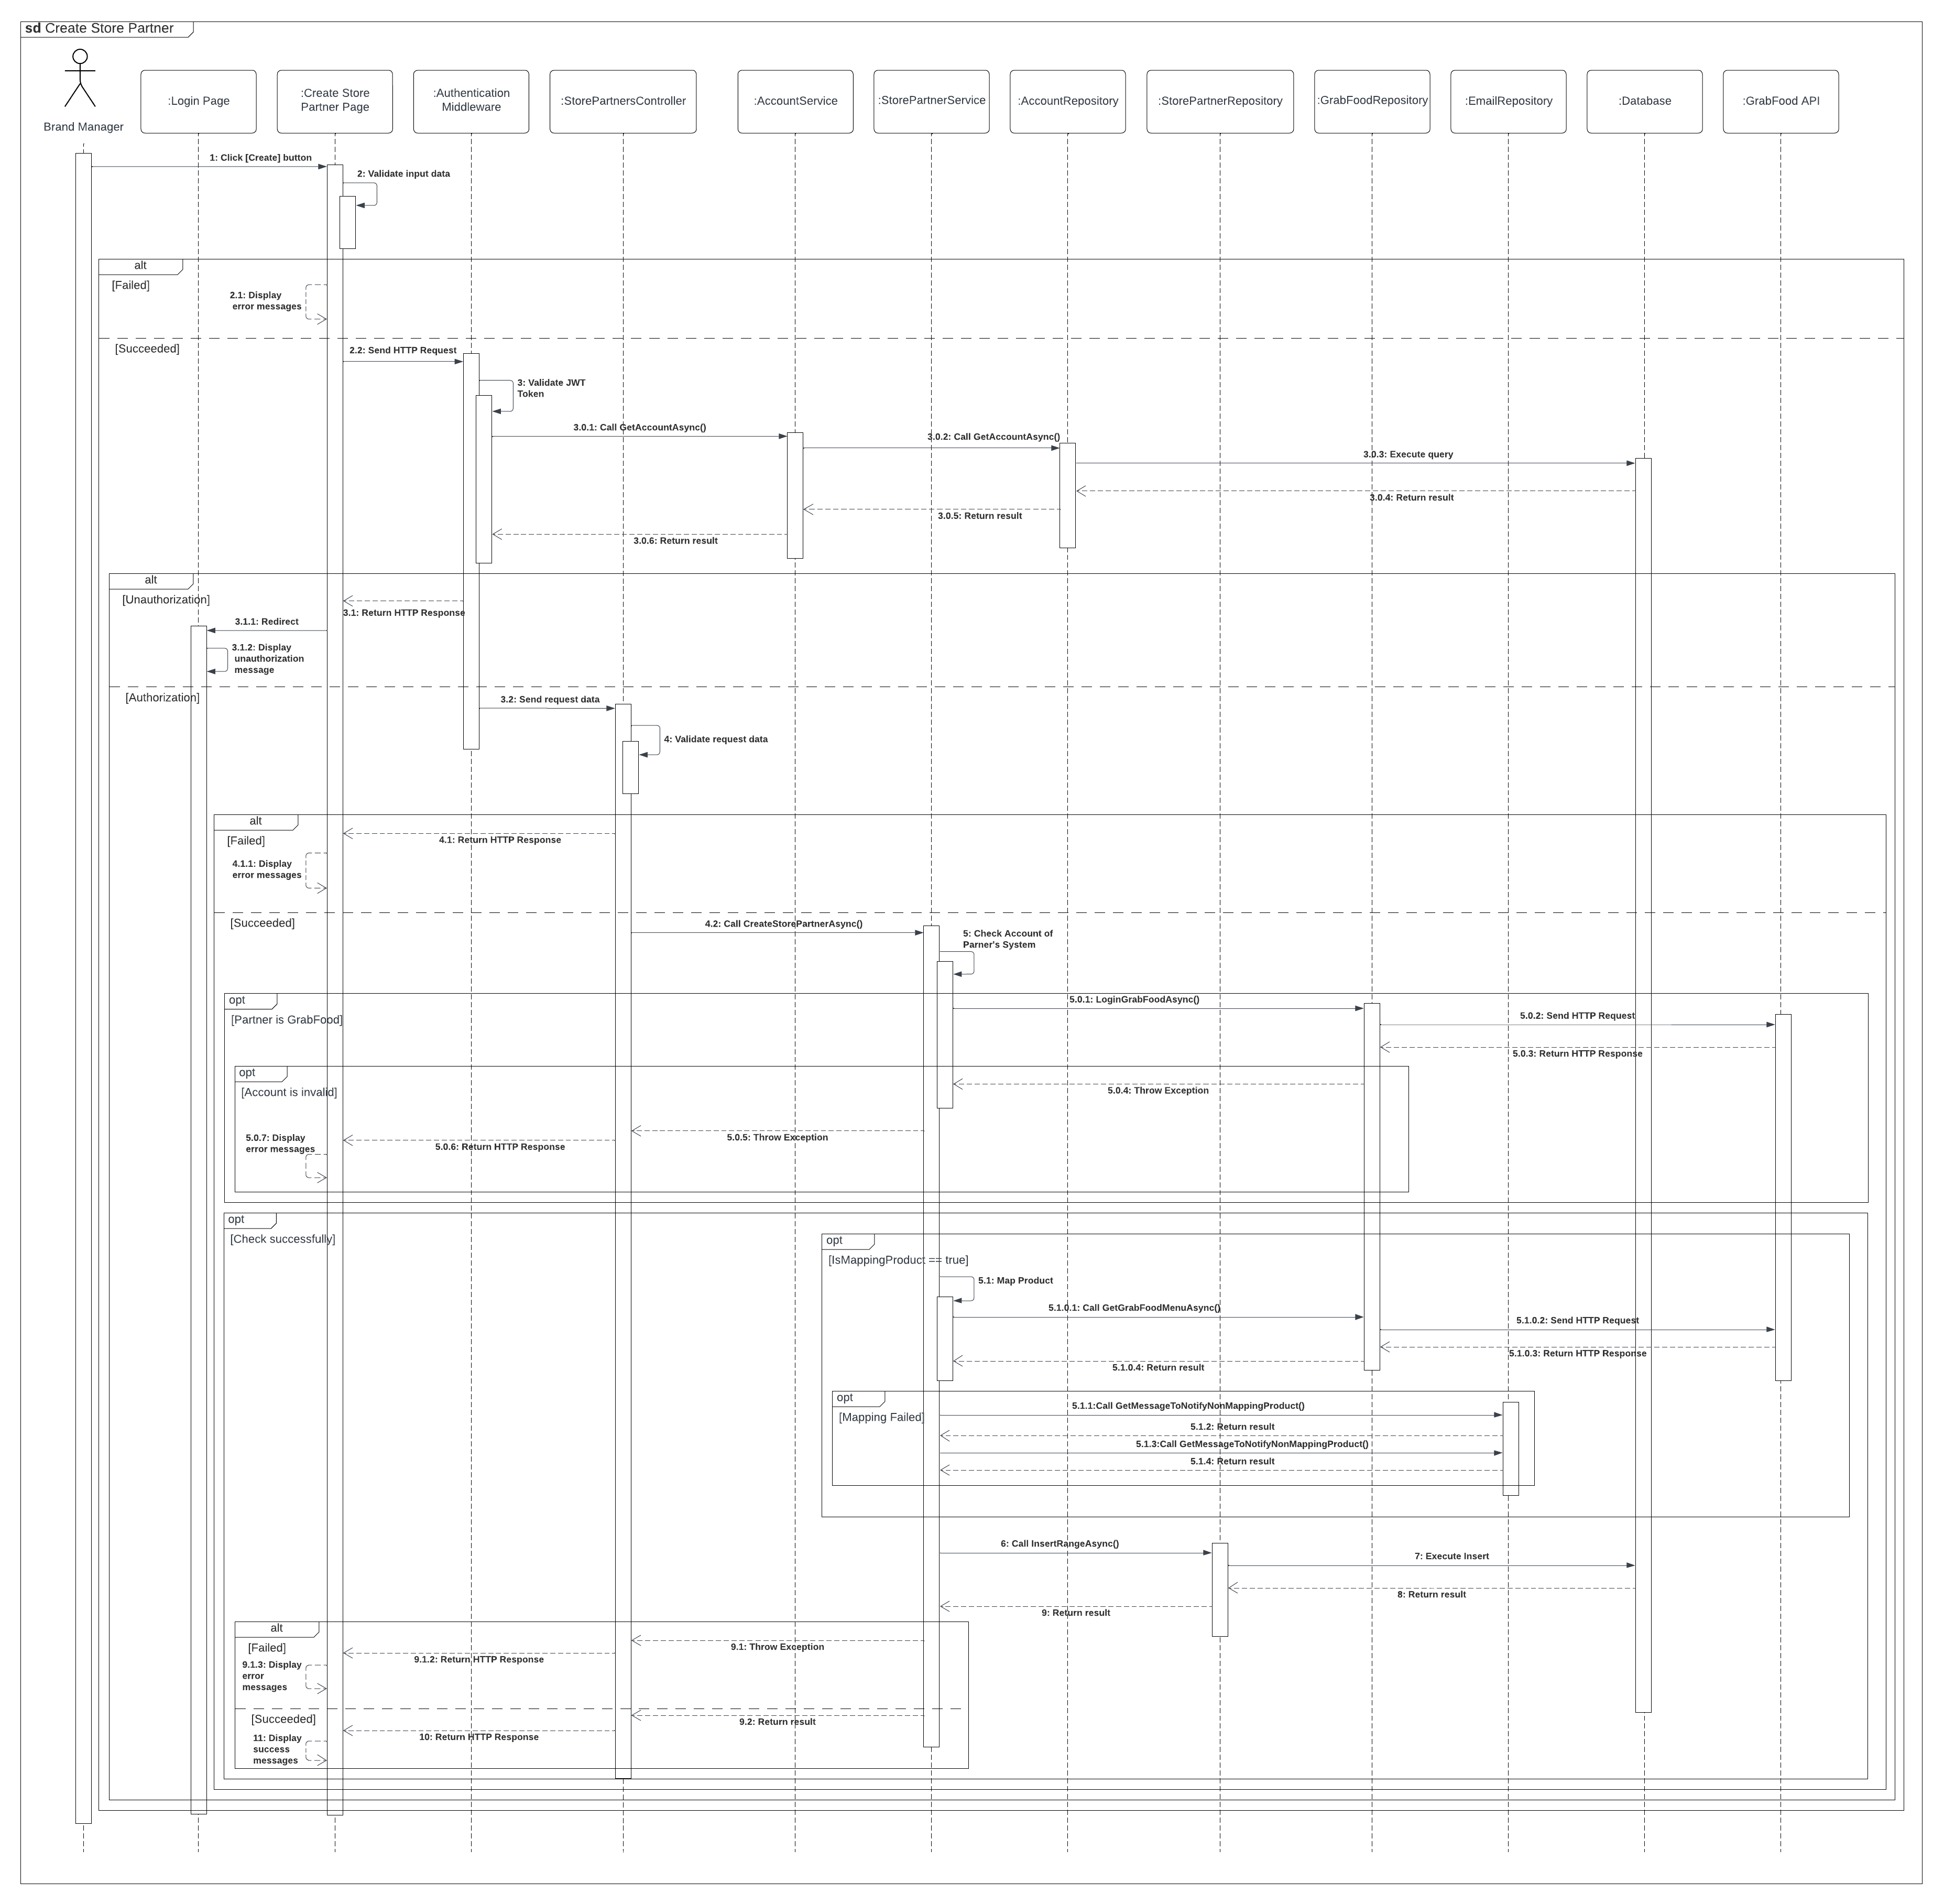 sd Create Store Partner
Brand Manager
:Login Page
:Create Store
Partner Page
:Authentication
Middleware
:StorePartnersController
:AccountService
:StorePartnerService
:AccountRepository
:StorePartnerRepository
:GrabFoodRepository
:EmailRepository
:Database
:GrabFood API
1: Click [Create] button
2: Validate input data
alt
[Failed]
2.1: Display
error messages
[Succeeded]
2.2: Send HTTP Request
3: Validate JWT
Token
3.0.1: Call GetAccountAsync()
3.0.2: Call GetAccountAsync()
3.0.3: Execute query
3.0.4: Return result
3.0.5: Return result
3.0.6: Return result
alt
[Unauthorization]
3.1: Return HTTP Response
3.1.1: Redirect
3.1.2: Display
unauthorization
message
[Authorization]
3.2: Send request data
4: Validate request data
alt
[Failed]
4.1: Return HTTP Response
4.1.1: Display
error messages
[Succeeded]
4.2: Call CreateStorePartnerAsync()
5: Check Account of
Parner's System
opt
[Partner is GrabFood]
5.0.1: LoginGrabFoodAsync()
5.0.2: Send HTTP Request
5.0.3: Return HTTP Response
opt
[Account is invalid]
5.0.4: Throw Exception
5.0.5: Throw Exception
5.0.6: Return HTTP Response
5.0.7: Display
error messages
opt
[Check successfully]
opt
[IsMappingProduct == true]
5.1: Map Product
5.1.0.1: Call GetGrabFoodMenuAsync()
5.1.0.2: Send HTTP Request
5.1.0.3: Return HTTP Response
5.1.0.4: Return result
opt
[Mapping Failed]
5.1.1:Call GetMessageToNotifyNonMappingProduct()
5.1.2: Return result
5.1.3:Call GetMessageToNotifyNonMappingProduct()
5.1.4: Return result
6: Call InsertRangeAsync()
7: Execute Insert
8: Return result
9: Return result
alt
[Failed]
9.1: Throw Exception
9.1.2: Return HTTP Response
9.1.3: Display
error
messages
[Succeeded]
9.2: Return result
10: Return HTTP Response
11: Display
success
messages